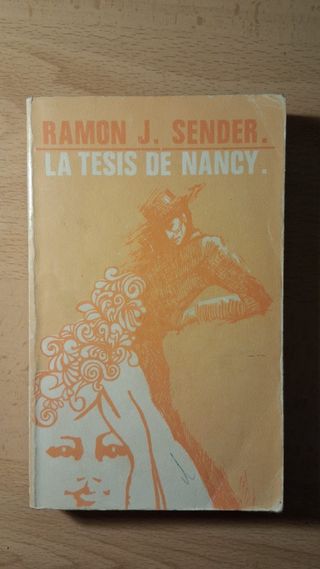 RAMON J. SENDER.
LA TESIS DE NANCY.